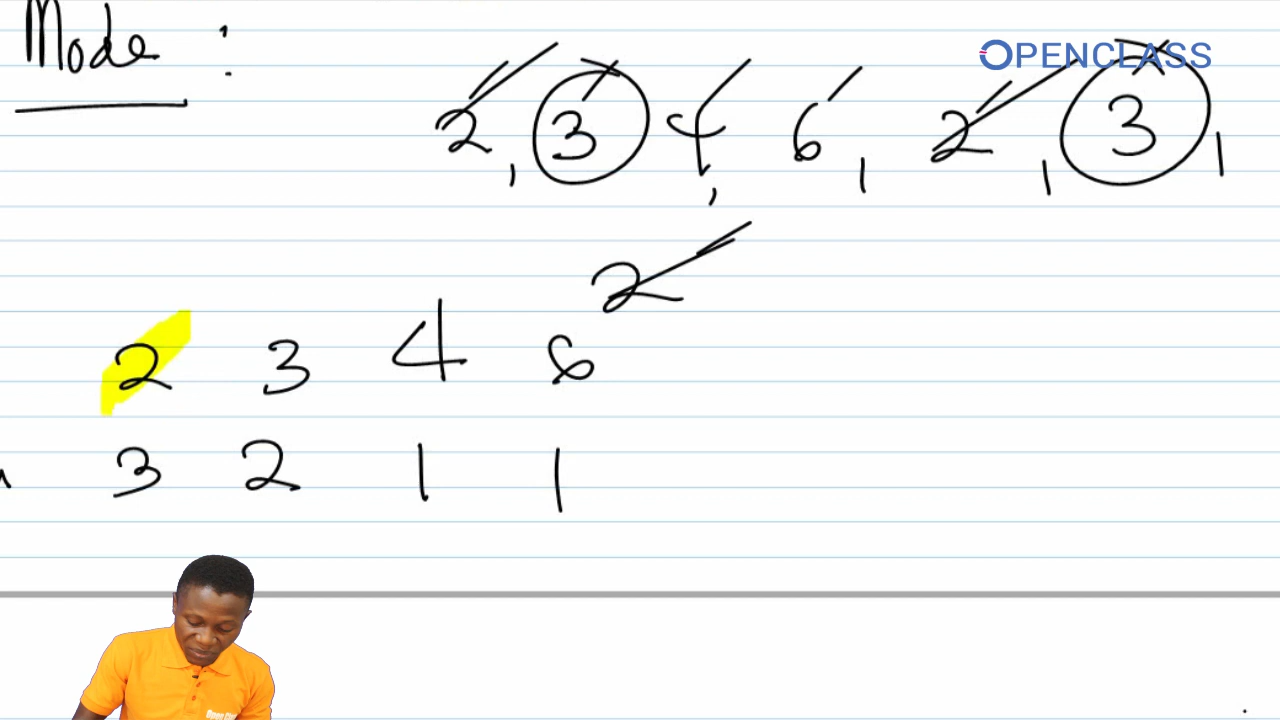 OPENCLASS
Mode :
2, 3 4, 6, 2, 3,
2
2 3 4 6
3 2 1 1